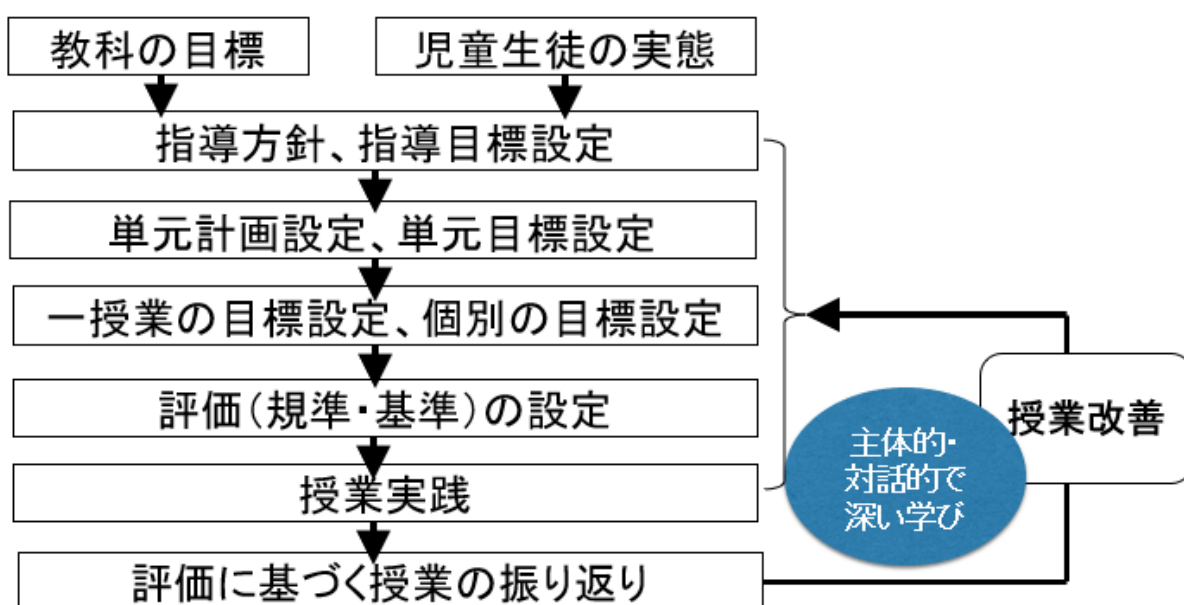 教科の目標
児童生徒の実態
指導方針、指導目標設定
単元計画設定、単元目標設定
一授業の目標設定、個別の目標設定
評価(規準・基準)の設定
授業実践
評価に基づく授業の振り返り
主体的・
対話的で
深い学び
授業改善